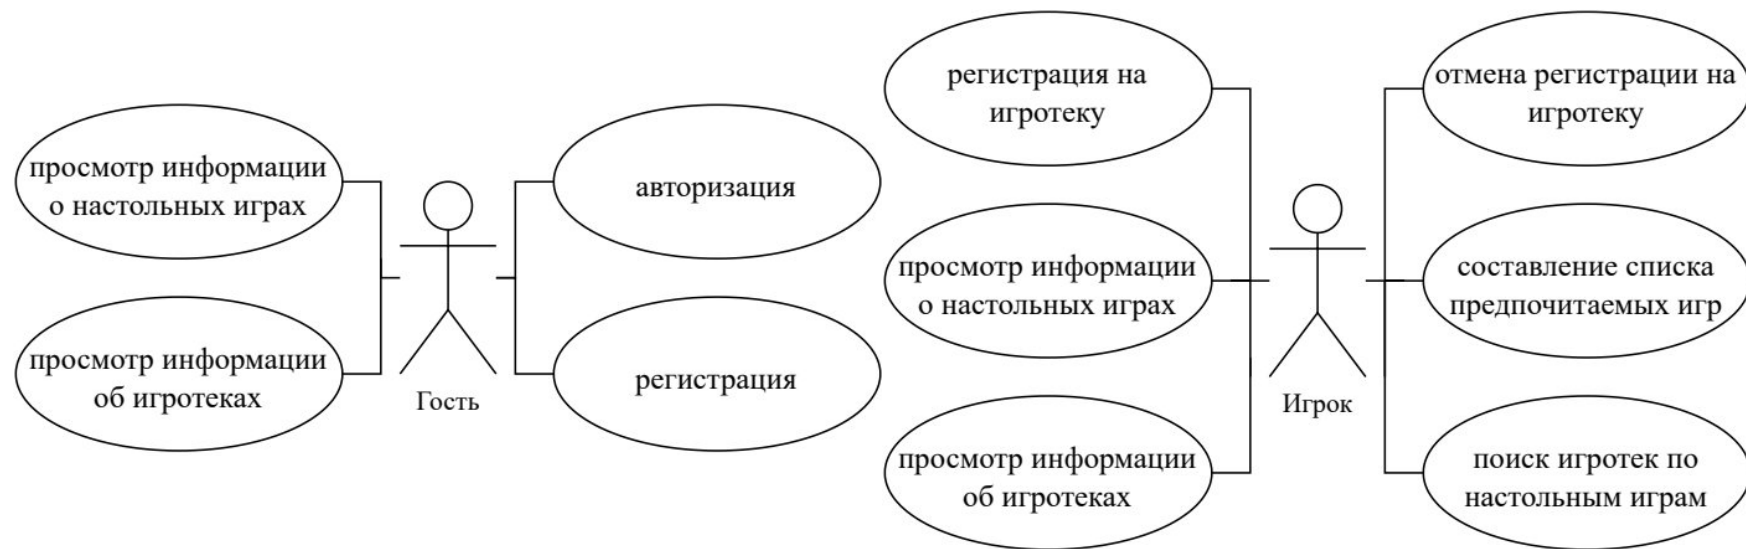 просмотр информации
о настольных играх
просмотр информации
об игротеках
Гость
авторизация
регистрация
регистрация на
игротеку
просмотр информации
о настольных играх
просмотр информации
об игротеках
Игрок
отмена регистрации на
игротеку
составление списка
предпочитаемых игр
поиск игротек по
настольным играм